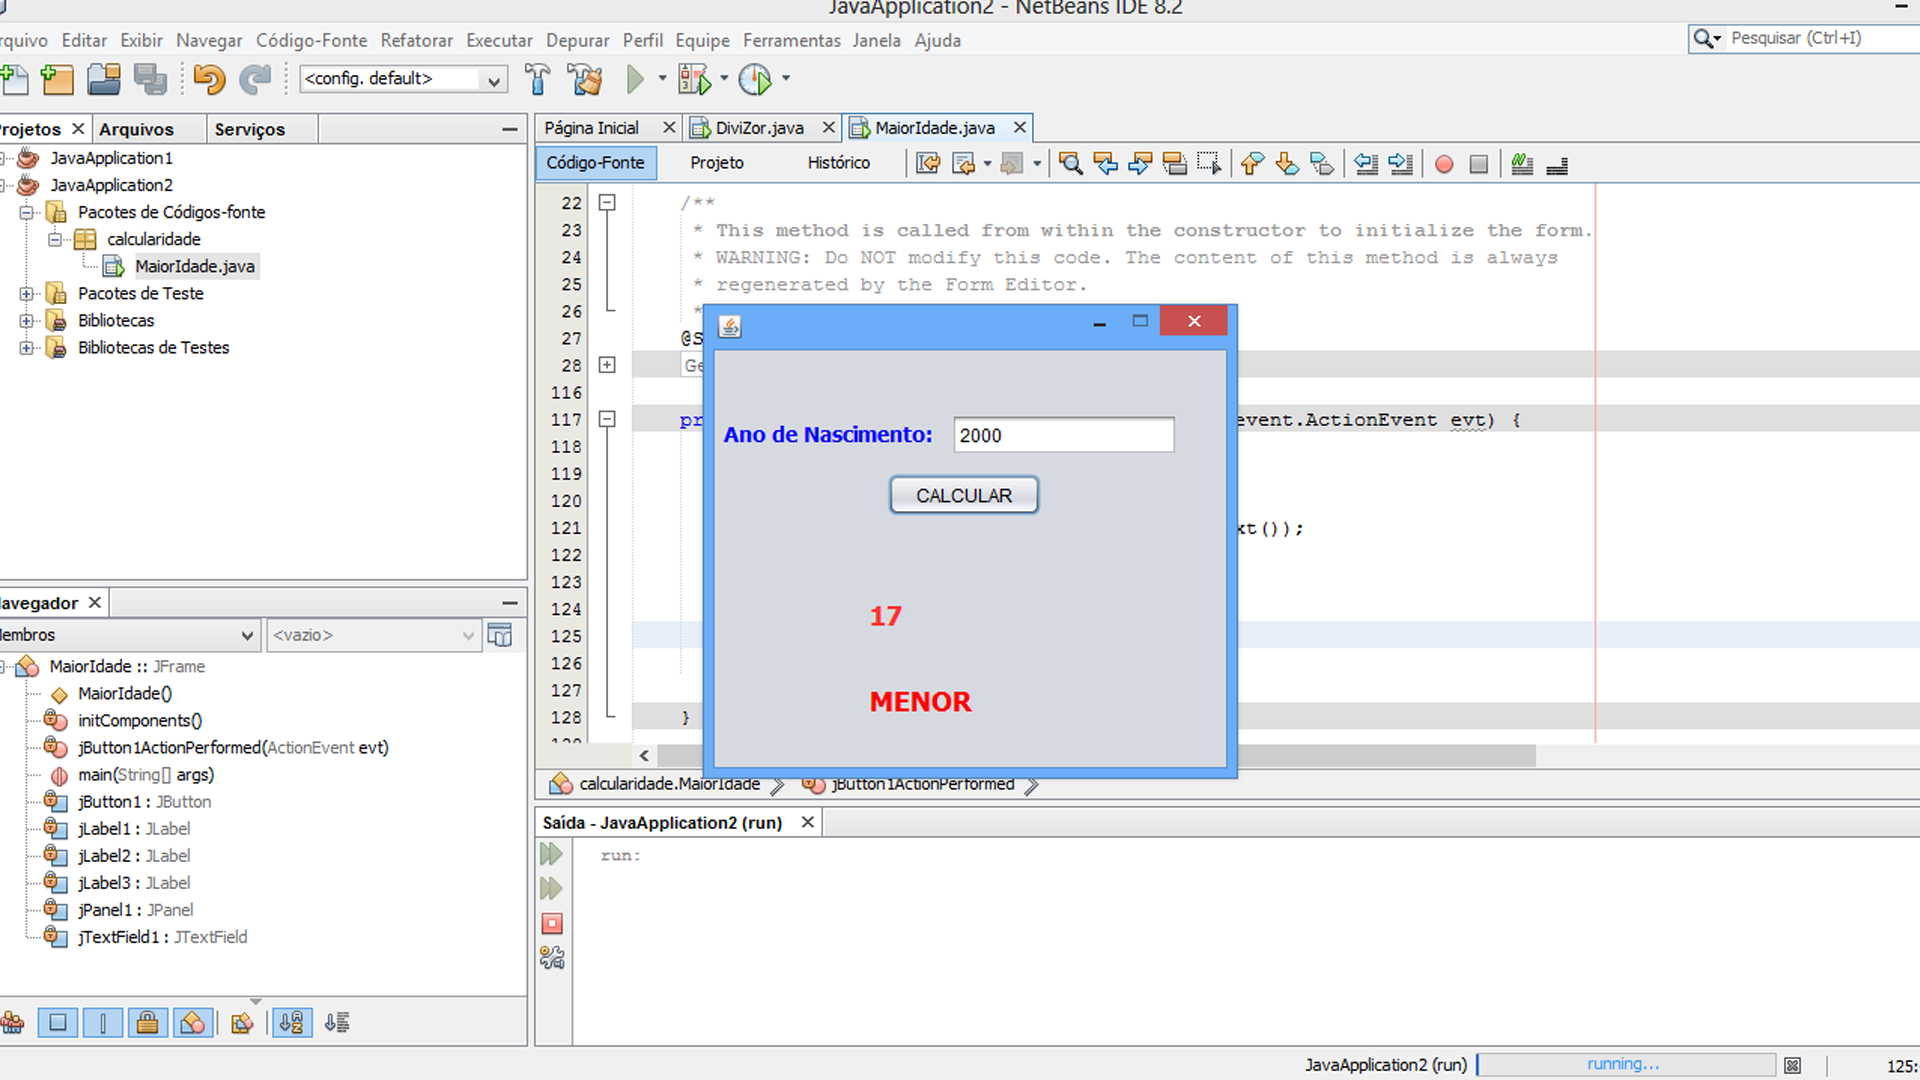 JavaApplication2 - NetBeans IDE 8.2
rquivo Editar Exibir Navegar Código-Fonte Refatorar Executar Depurar Perfil Equipe Ferramentas Janela Ajuda
Pesquisar (Ctrl+I)
<config. default>
rojetos Arquivos Serviços
JavaApplication1
JavaApplication2
Pacotes de Códigos-fonte
calcularidade
MaiorIdade.java
Pacotes de Teste
Bibliotecas
Bibliotecas de Testes
Página Inicial DiviZor.java MaiorIdade.java
Código-Fonte Projeto Histórico
22 /**
23 * This method is called from within the constructor to initialize the form.
24 * WARNING: Do NOT modify this code. The content of this method is always
25 * regenerated by the Form Editor.
26 *
27 @S
28 Ge
116
117 pr event.ActionEvent evt) {
118
119
120
121 xt());
122
123
124
125
126
127
128 }
Ano de Nascimento: 2000
CALCULAR
17
MENOR
calcularidade.MaiorIdade jButton1ActionPerformed
avegador
embros <vazio>
MaiorIdade :: JFrame
MaiorIdade()
initComponents()
jButton1ActionPerformed(ActionEvent evt)
main(String[] args)
jButton1 : JButton
jLabel1 : JLabel
jLabel2 : JLabel
jLabel3 : JLabel
jPanel1 : JPanel
jTextField1 : JTextField
Saída - JavaApplication2 (run)
run:
JavaApplication2 (run) running... 125: